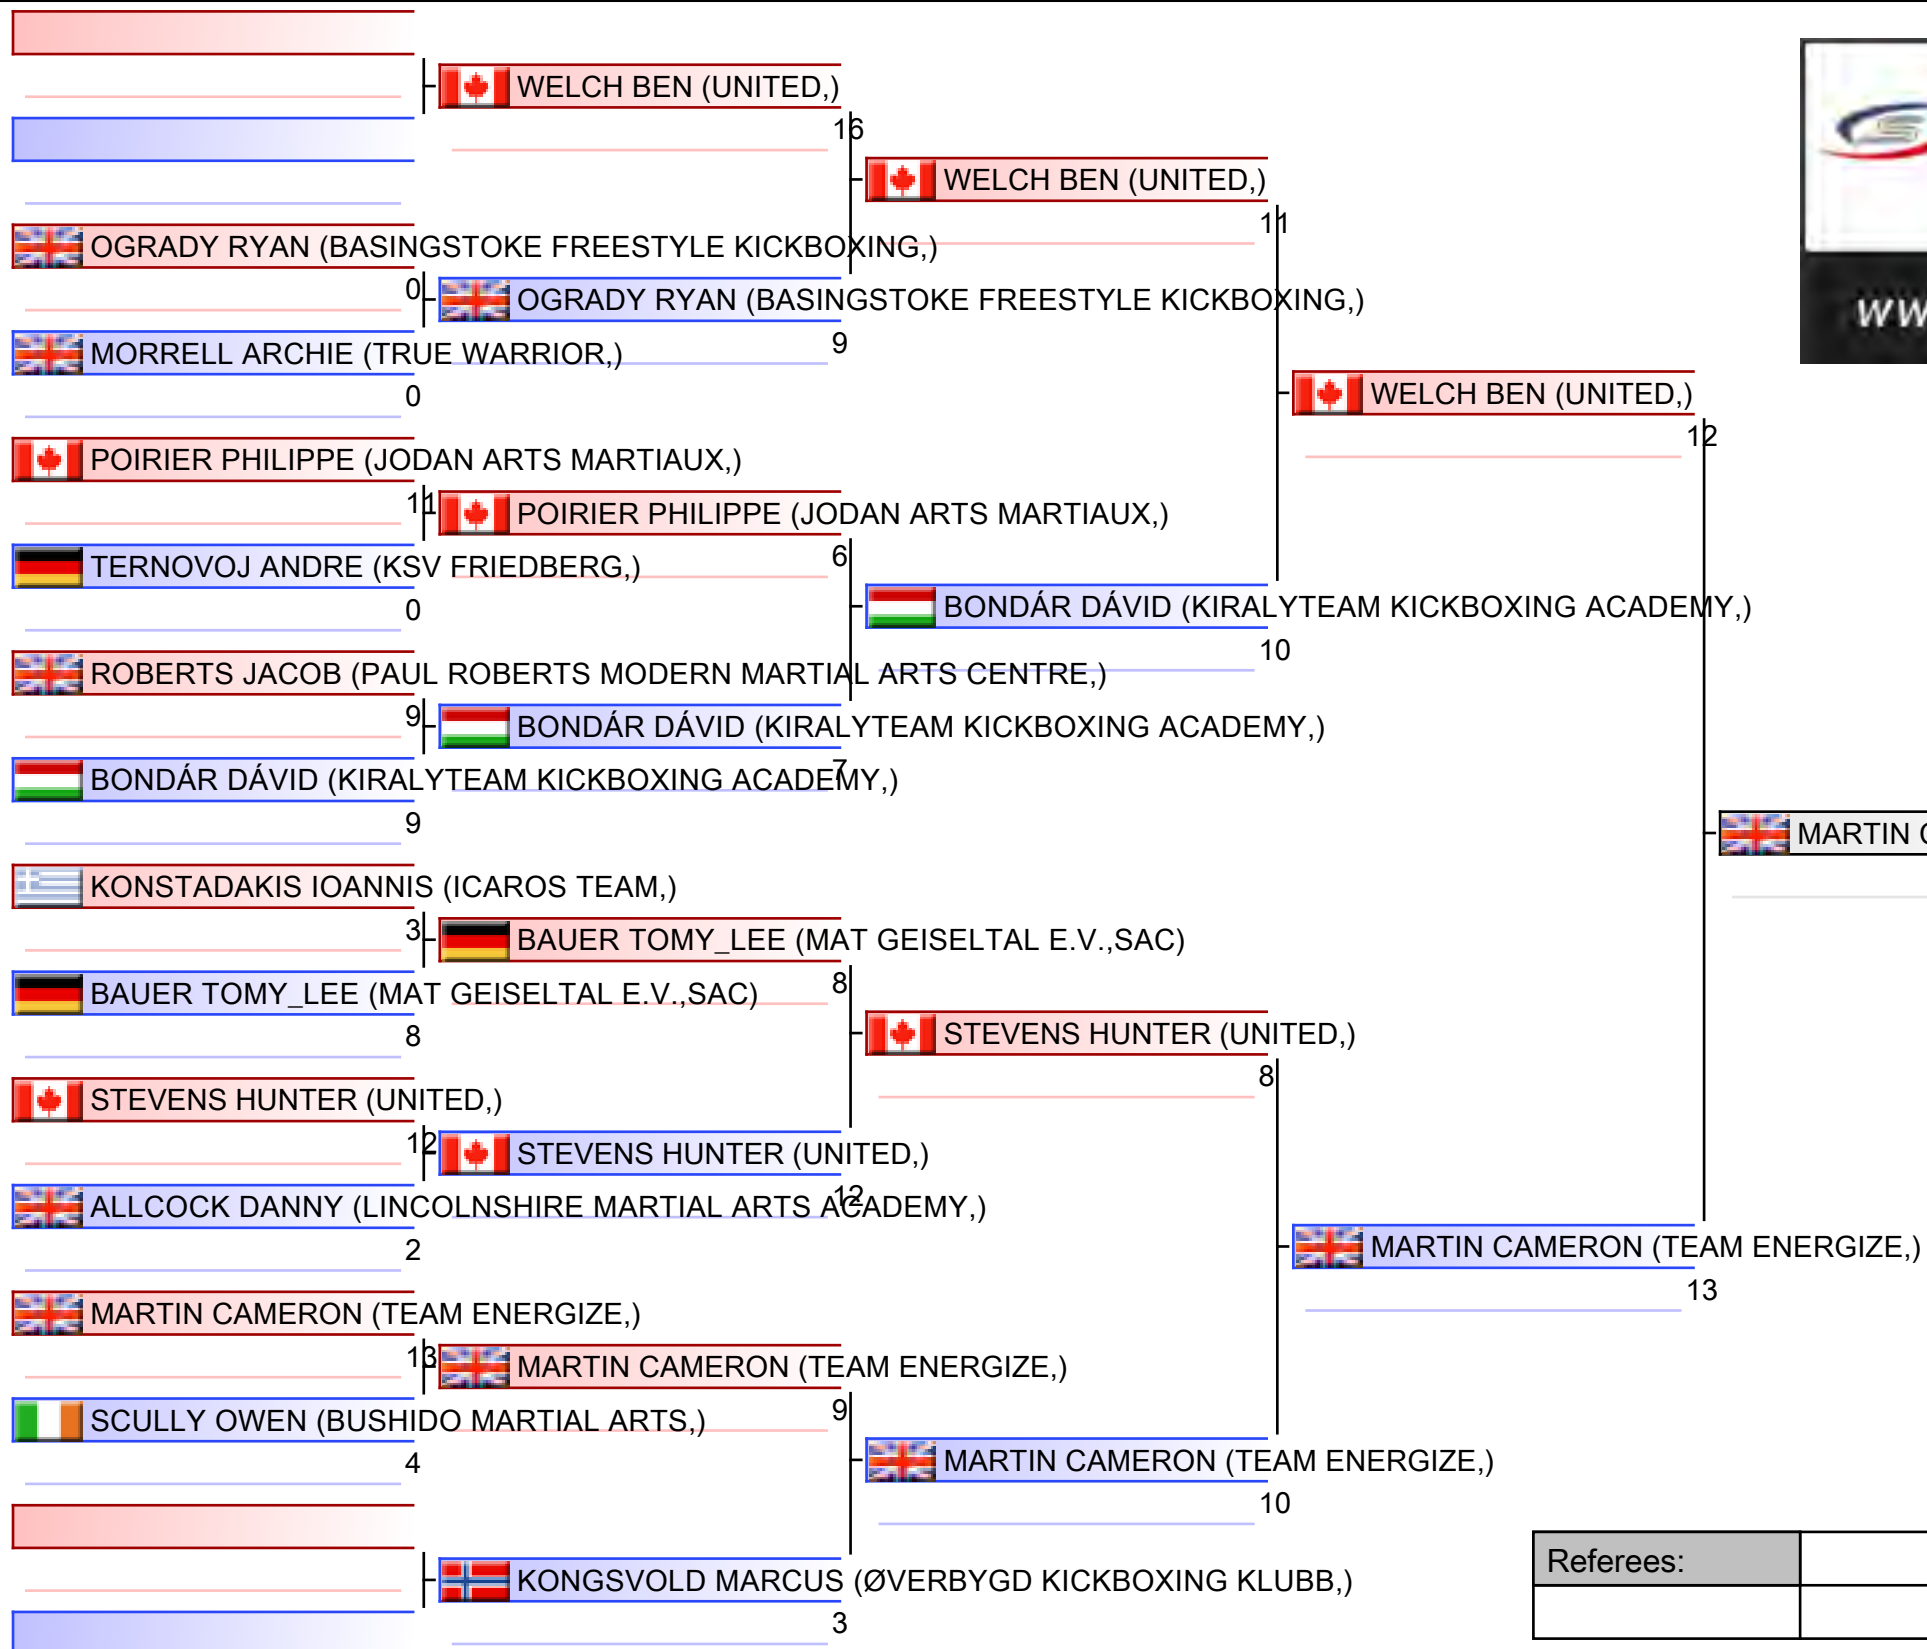 WELCH BEN (UNITED,)
16
WELCH BEN (UNITED,)
11
OGRADY RYAN (BASINGSTOKE FREESTYLE KICKBOXING,)
0
OGRADY RYAN (BASINGSTOKE FREESTYLE KICKBOXING,)
9
MORRELL ARCHIE (TRUE WARRIOR,)
0
WELCH BEN (UNITED,)
12
POIRIER PHILIPPE (JODAN ARTS MARTIAUX,)
11
POIRIER PHILIPPE (JODAN ARTS MARTIAUX,)
6
TERNOVOJ ANDRE (KSV FRIEDBERG,)
0
BONDÁR DÁVID (KIRALYTEAM KICKBOXING ACADEMY,)
10
ROBERTS JACOB (PAUL ROBERTS MODERN MARTIAL ARTS CENTRE,)
9
BONDÁR DÁVID (KIRALYTEAM KICKBOXING ACADEMY,)
7
BONDÁR DÁVID (KIRALYTEAM KICKBOXING ACADEMY,)
9
MARTIN
KONSTADAKIS IOANNIS (ICAROS TEAM,)
3
BAUER TOMY_LEE (MAT GEISELTAL E.V.,SAC)
8
BAUER TOMY_LEE (MAT GEISELTAL E.V.,SAC)
8
STEVENS HUNTER (UNITED,)
8
STEVENS HUNTER (UNITED,)
12
STEVENS HUNTER (UNITED,)
12
ALLCOCK DANNY (LINCOLNSHIRE MARTIAL ARTS ACADEMY,)
2
MARTIN CAMERON (TEAM ENERGIZE,)
13
MARTIN CAMERON (TEAM ENERGIZE,)
13
MARTIN CAMERON (TEAM ENERGIZE,)
9
SCULLY OWEN (BUSHIDO MARTIAL ARTS,)
4
MARTIN CAMERON (TEAM ENERGIZE,)
10
KONGSVOLD MARCUS (ØVERBYGD KICKBOXING KLUBB,)
3
Referees: